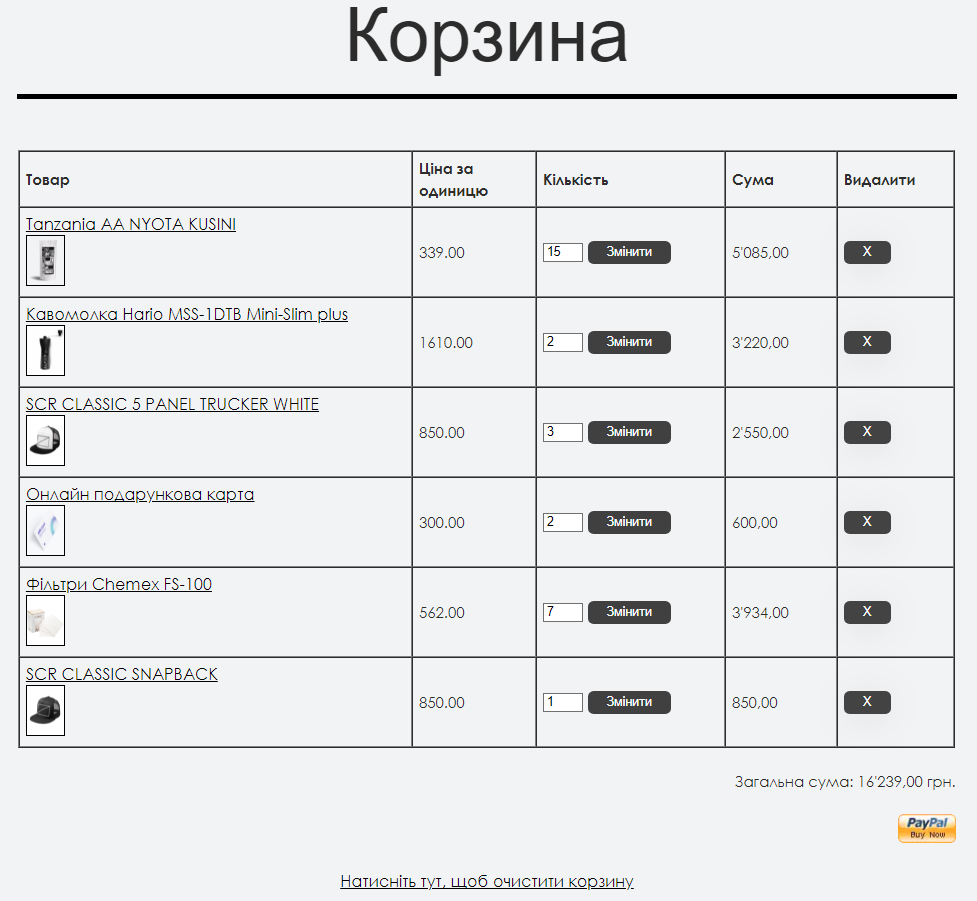 Корзина
Товар
Ціна за
одиницю
Кількість
Сума
Видалити
Tanzania AA NYOTA KUSINI
339.00
15
Змінити
5'085,00
X
Кавомолка Hario MSS-1DTB Mini-Slim plus
1610.00
2
Змінити
3'220,00
X
SCR CLASSIC 5 PANEL TRUCKER WHITE
850.00
3
Змінити
2'550,00
X
Онлайн подарункова карта
300.00
2
Змінити
600,00
X
Фільтри Chemex FS-100
562.00
7
Змінити
3'934,00
X
SCR CLASSIC SNAPBACK
850.00
1
Змінити
850,00
X
Загальна сума: 16'239,00 грн.
PayPal
Buy Now
Натисніть тут, щоб очистити корзину